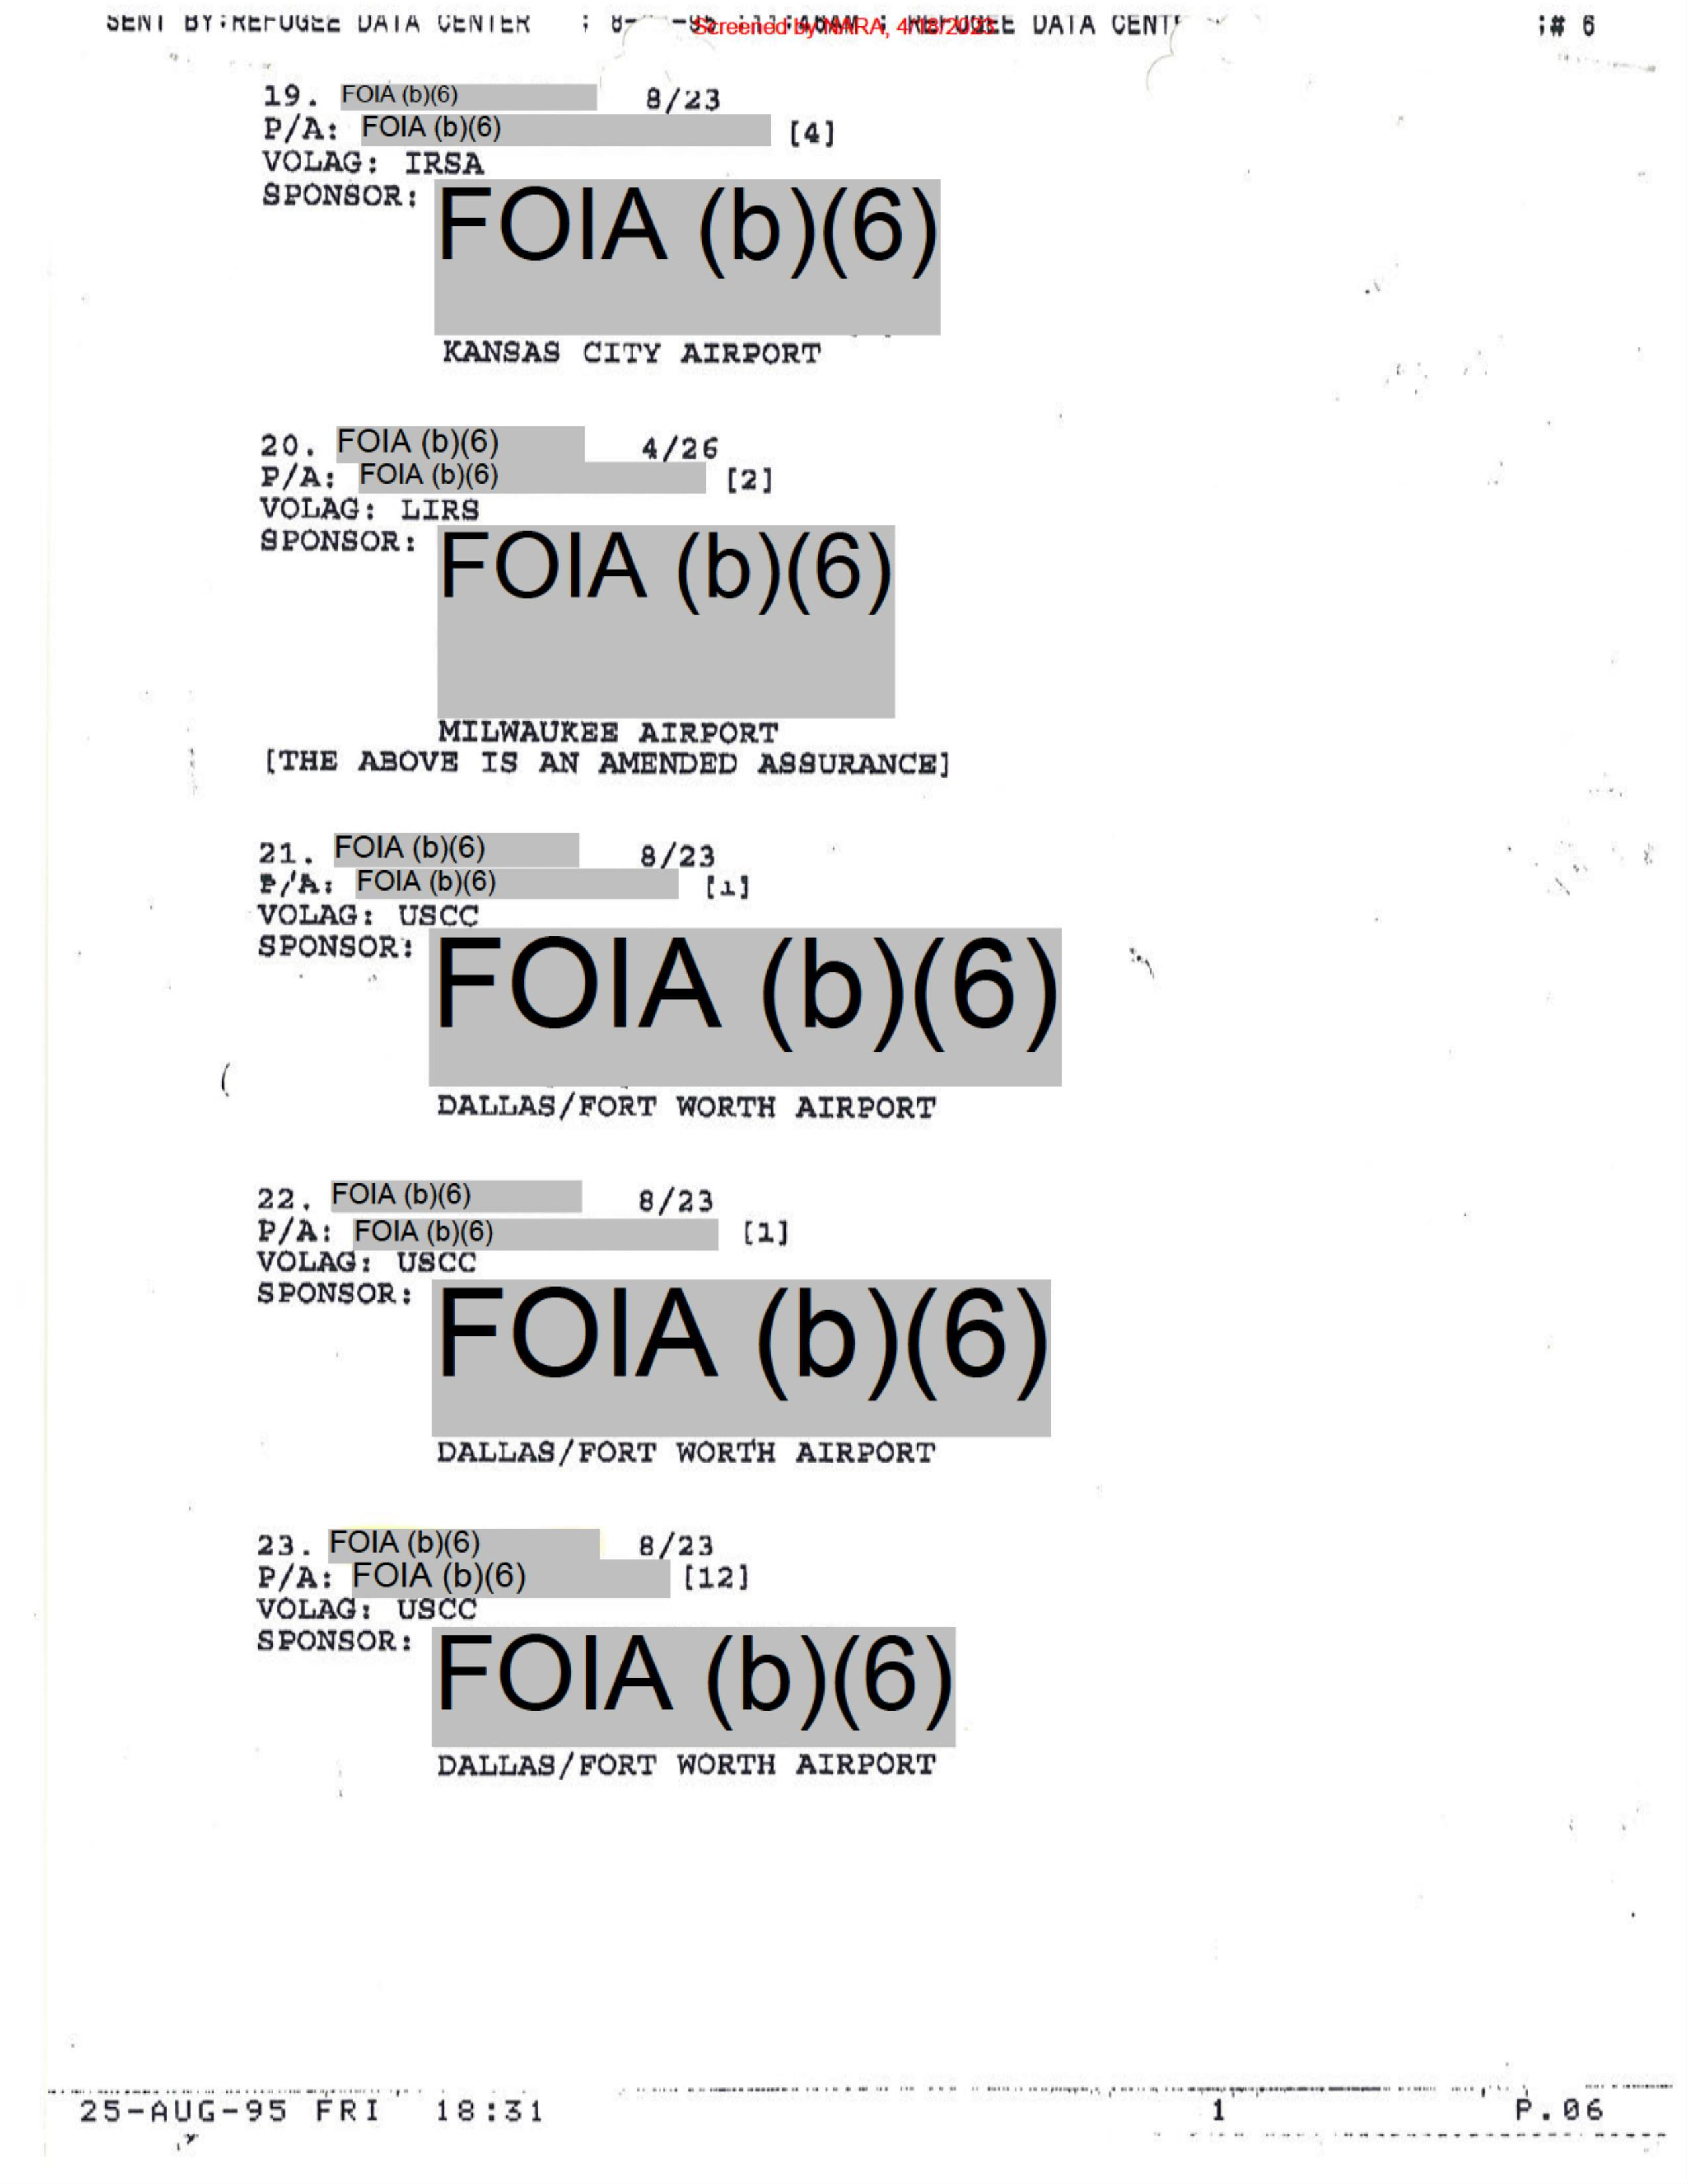 SENT BY:REFUGEE DATA CENTER ; 8- -95 ; ; REFUGEE DATA CENT ;# 6
Screened by NARA, 4/18/2023
19. FOIA (b)(6) 8/23
P/A: FOIA (b)(6) [4]
VOLAG: IRSA
SPONSOR: FOIA (b)(6)
KANSAS CITY AIRPORT
20. FOIA (b)(6) 4/26
P/A: FOIA (b)(6) [2]
VOLAG: LIRS
SPONSOR: FOIA (b)(6)
MILWAUKEE AIRPORT
[THE ABOVE IS AN AMENDED ASSURANCE]
21. FOIA (b)(6) 8/23
P/A: FOIA (b)(6) [1]
VOLAG: USCC
SPONSOR: FOIA (b)(6)
DALLAS/FORT WORTH AIRPORT
22. FOIA (b)(6) 8/23
P/A: FOIA (b)(6) [1]
VOLAG: USCC
SPONSOR: FOIA (b)(6)
DALLAS/FORT WORTH AIRPORT
23. FOIA (b)(6) 8/23
P/A: FOIA (b)(6) [12]
VOLAG: USCC
SPONSOR: FOIA (b)(6)
DALLAS/FORT WORTH AIRPORT
25-AUG-95 FRI 18:31 1 P.06